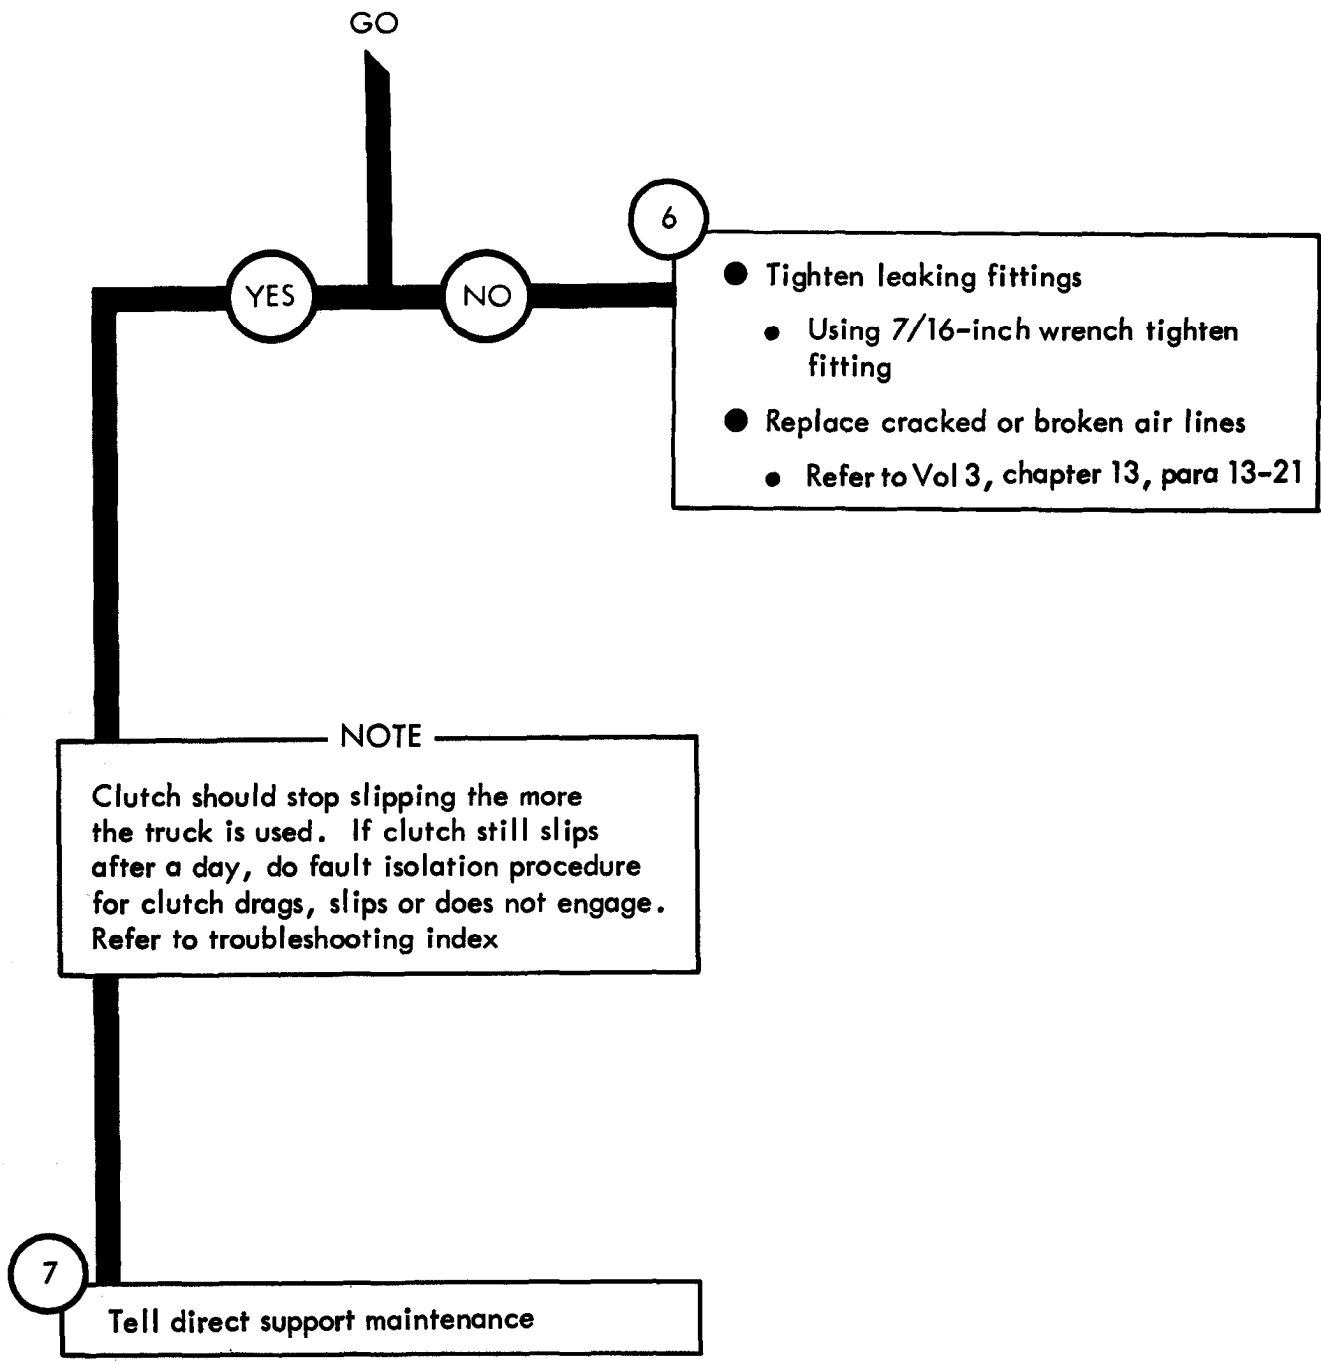 GO
YES
NO
6
● Tighten leaking fittings
● Using 7/16-inch wrench tighten
fitting
● Replace cracked or broken air lines
● Refer to Vol 3, chapter 13, para 13-21
NOTE
Clutch should stop slipping the more
the truck is used. If clutch still slips
after a day, do fault isolation procedure
for clutch drags, slips or does not engage.
Refer to troubleshooting index
7
Tell direct support maintenance